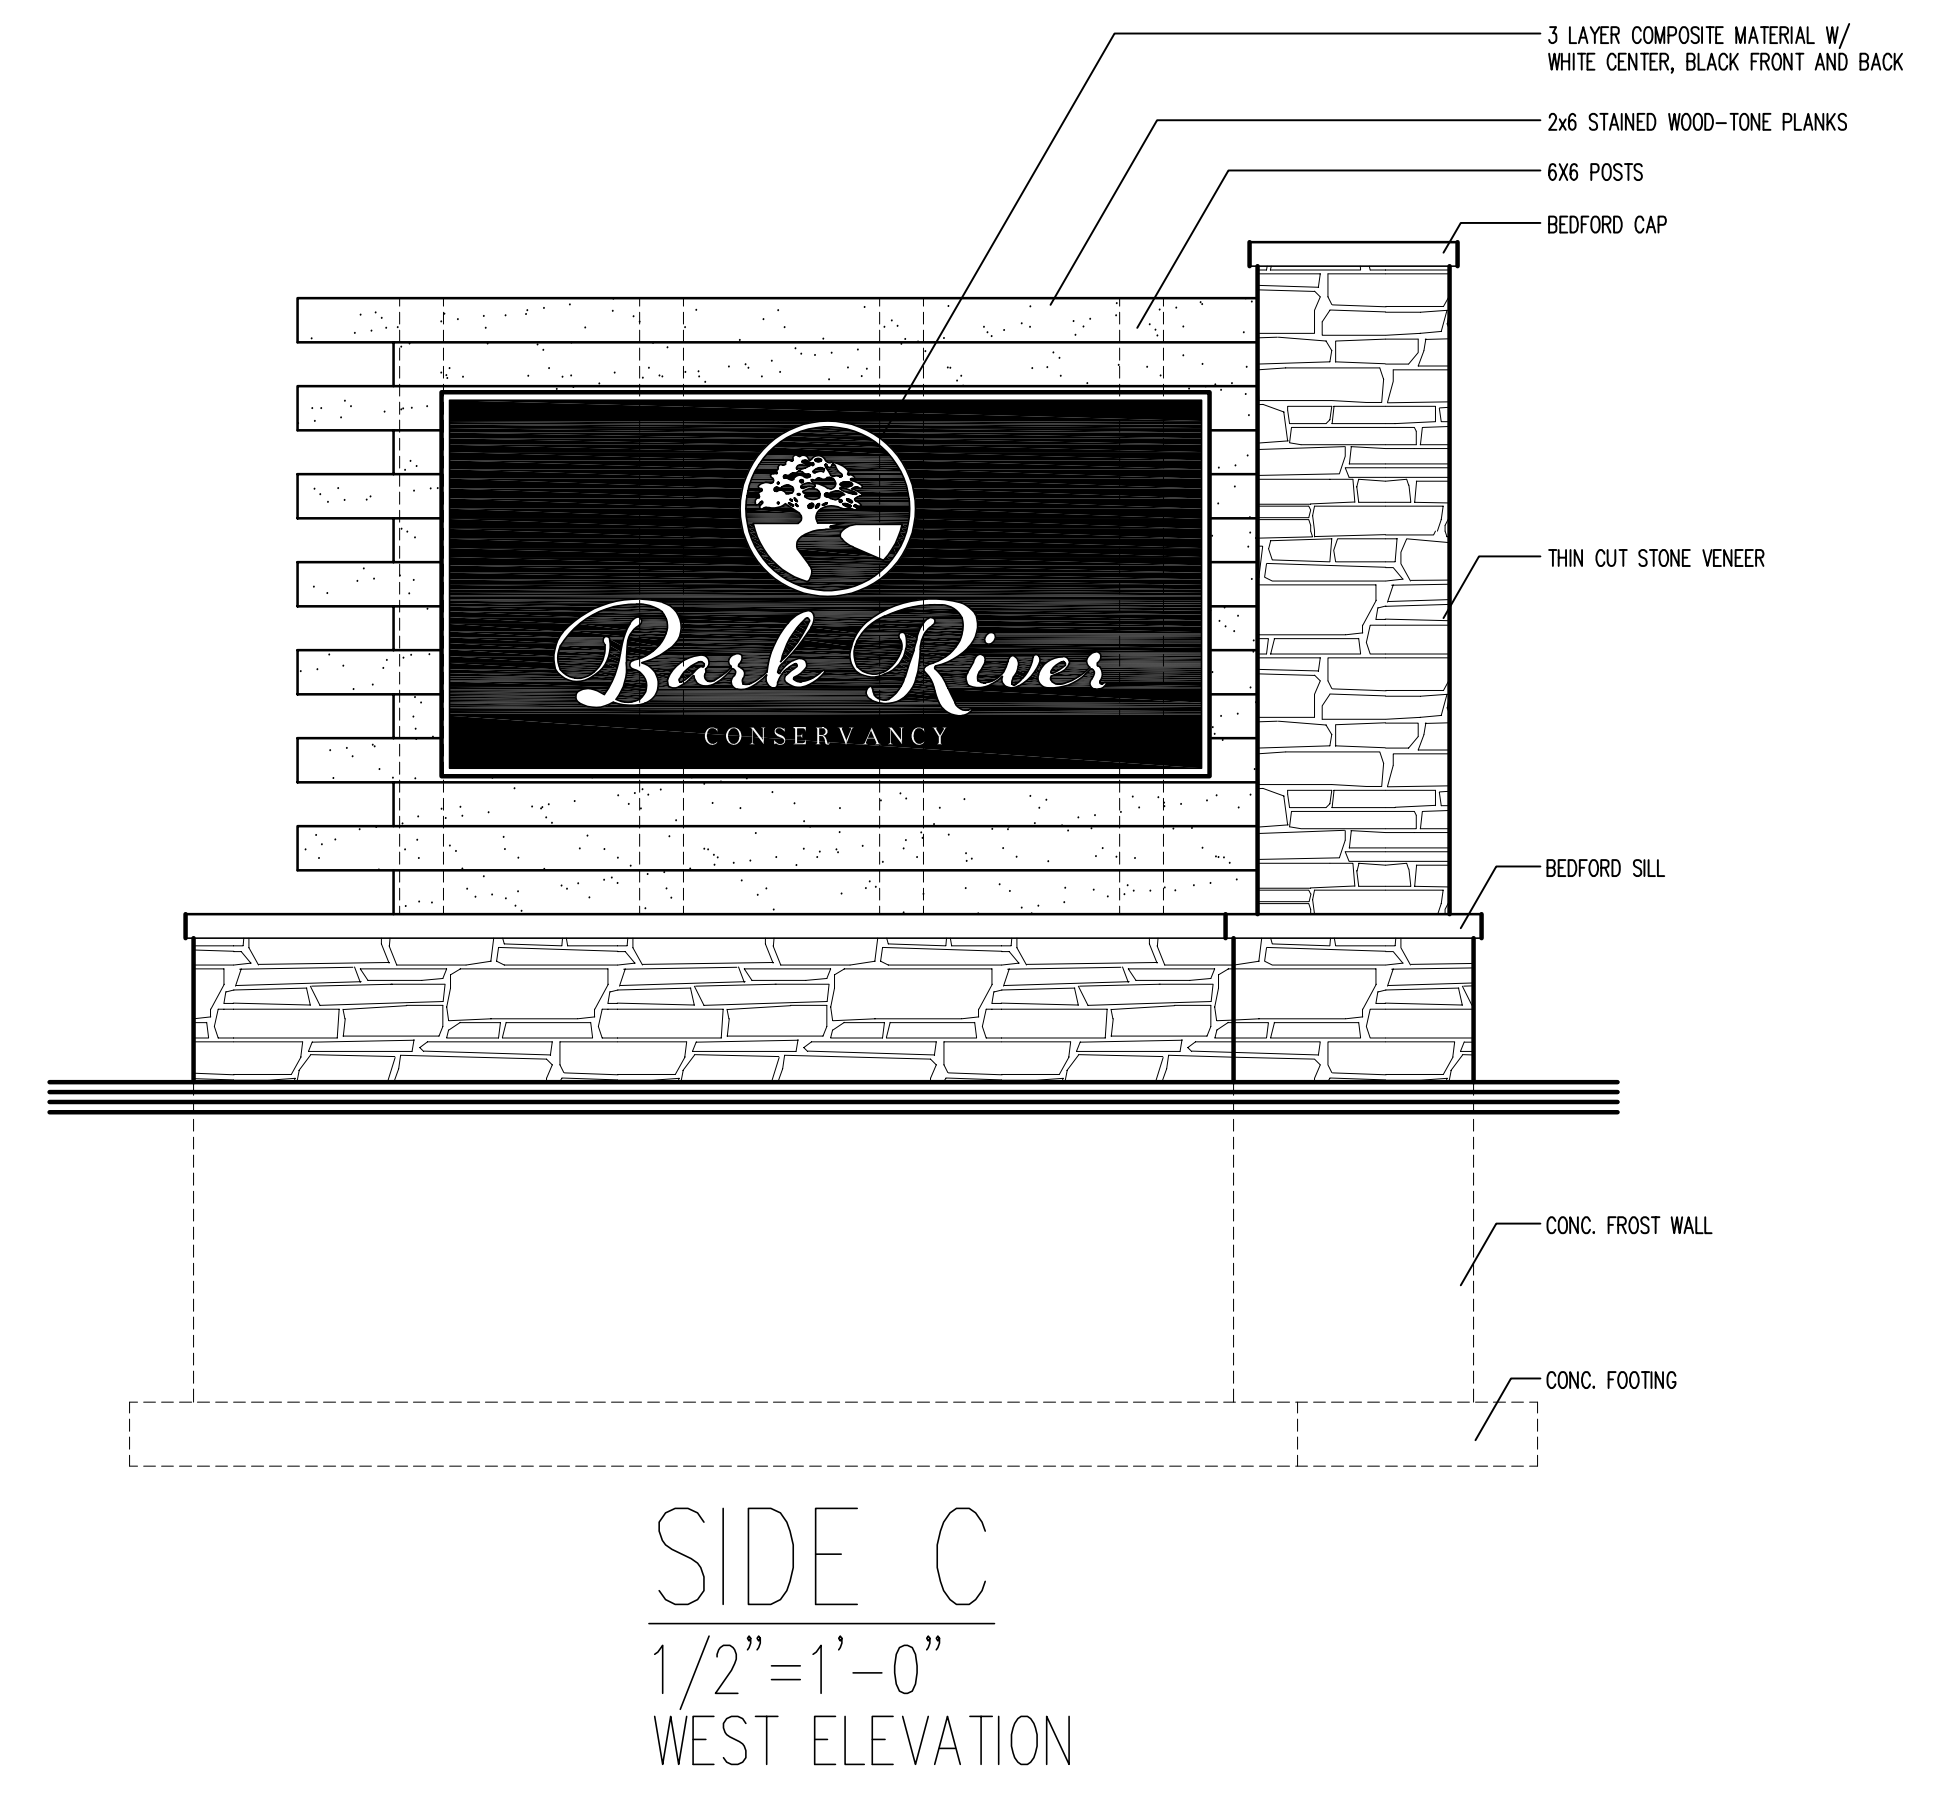 3 LAYER COMPOSITE MATERIAL W/
WHITE CENTER, BLACK FRONT AND BACK
2x6 STAINED WOOD-TONE PLANKS
6X6 POSTS
BEDFORD CAP
Bark River
CONSERVANCY
THIN CUT STONE VENEER
BEDFORD SILL
CONC. FROST WALL
CONC. FOOTING
SIDE C
1/2"=1'-0"
WEST ELEVATION